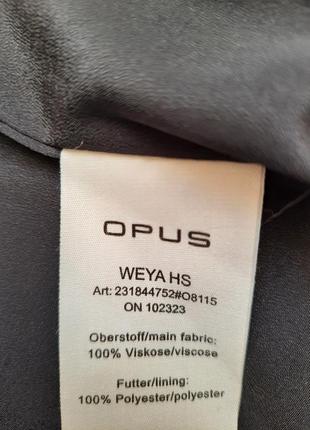 OPUS
WEYA HS
Art: 231844752#O8115
ON 102323
Oberstoff/main fabric:
100% Viskose/viscose
Futter/lining:
100% Polyester/polyester